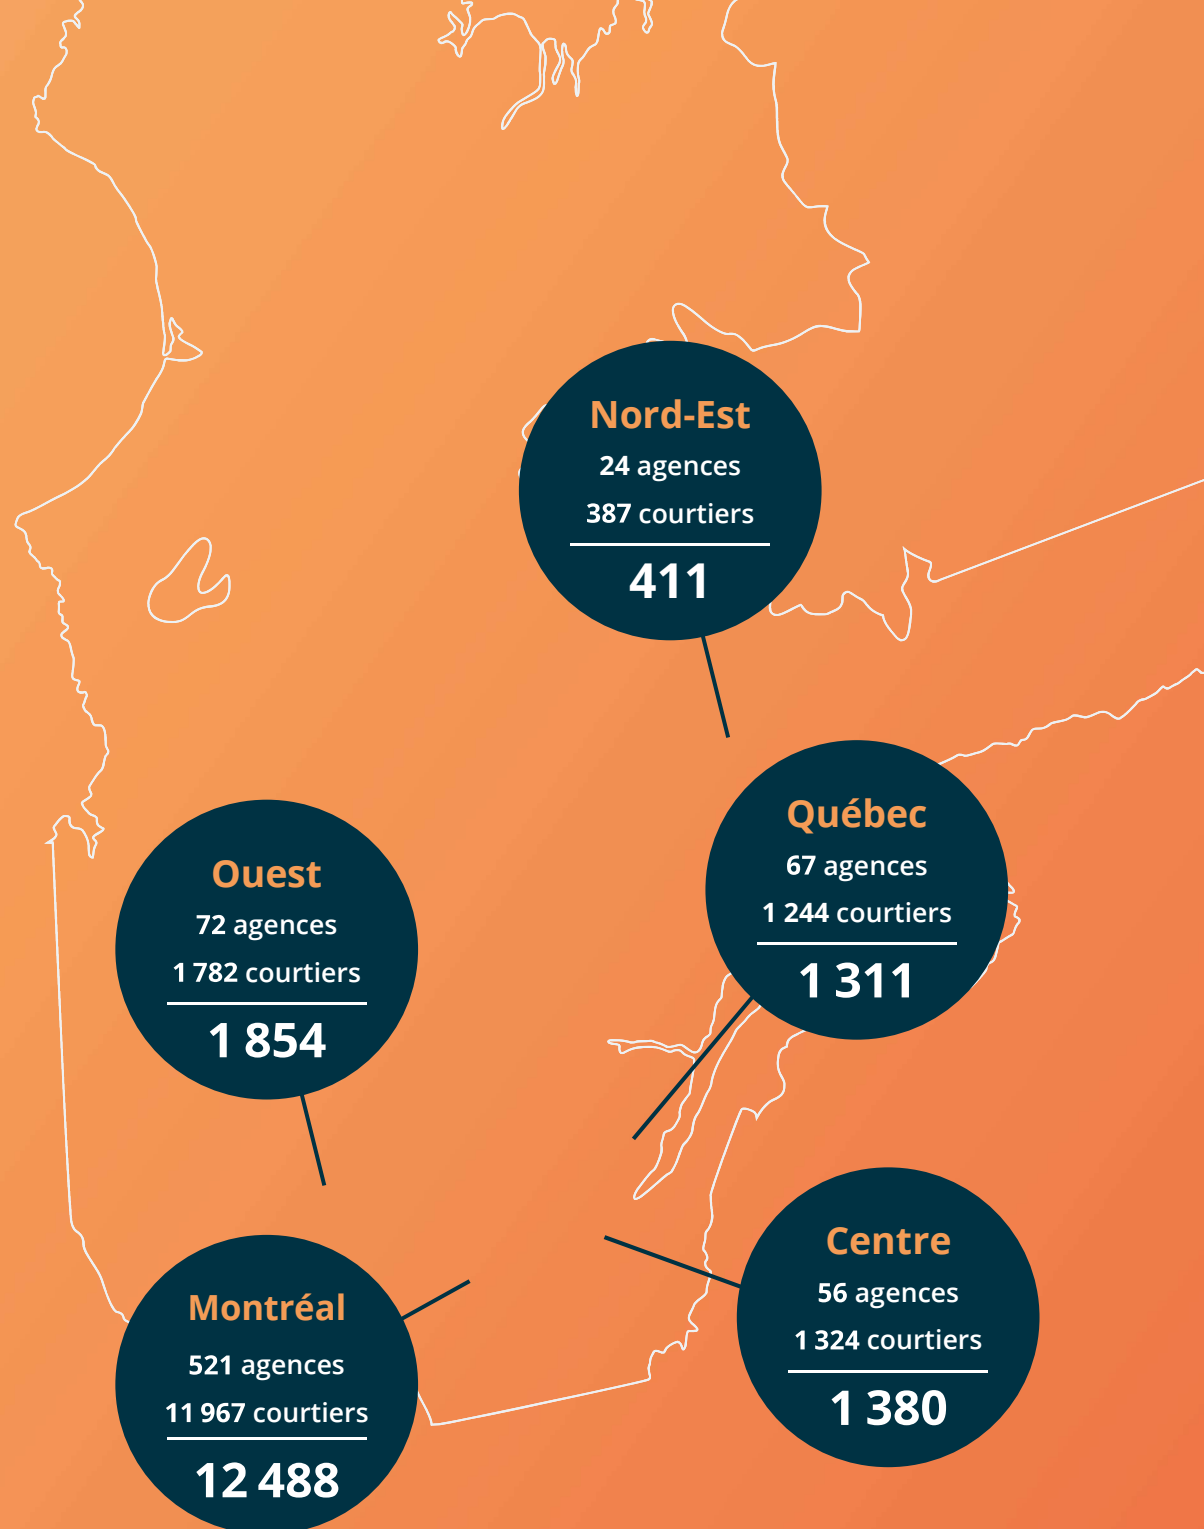 Nord-Est
24 agences
387 courtiers
411
Québec
67 agences
1 244 courtiers
1 311
Ouest
72 agences
1 782 courtiers
1 854
Centre
56 agences
1 324 courtiers
1 380
Montréal
521 agences
11 967 courtiers
12 488